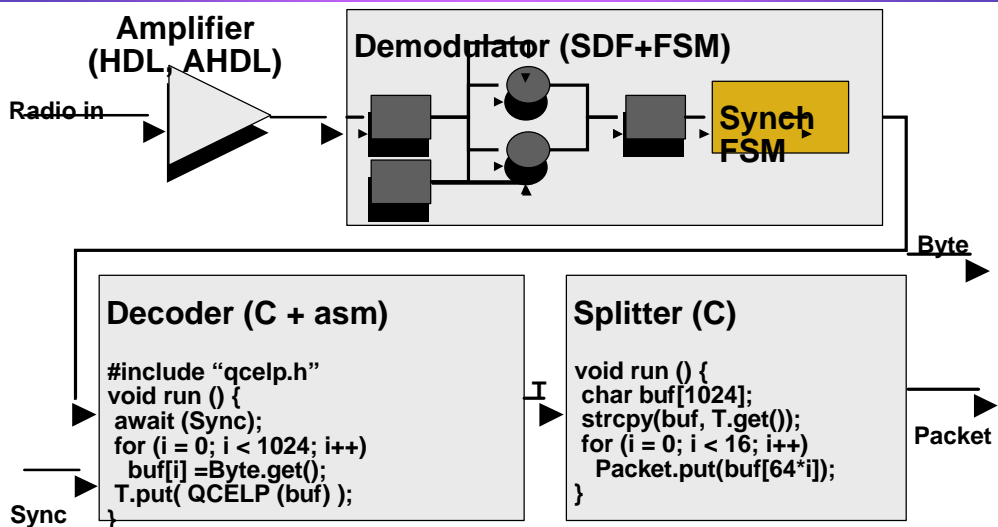 Amplifier
(HDL, AHDL)
Demodulator (SDF+FSM)
Radio in
Synch
FSM
Byte
Decoder (C + asm)
#include “qcelp.h”
void run () {
await (Sync);
for (i = 0; i < 1024; i++)
buf[i] =Byte.get();
T.put( QCELP (buf) );
}
Sync
T
Splitter (C)
void run () {
char buf[1024];
strcpy(buf, T.get());
for (i = 0; i < 16; i++)
Packet.put(buf[64*i]);
}
Packet